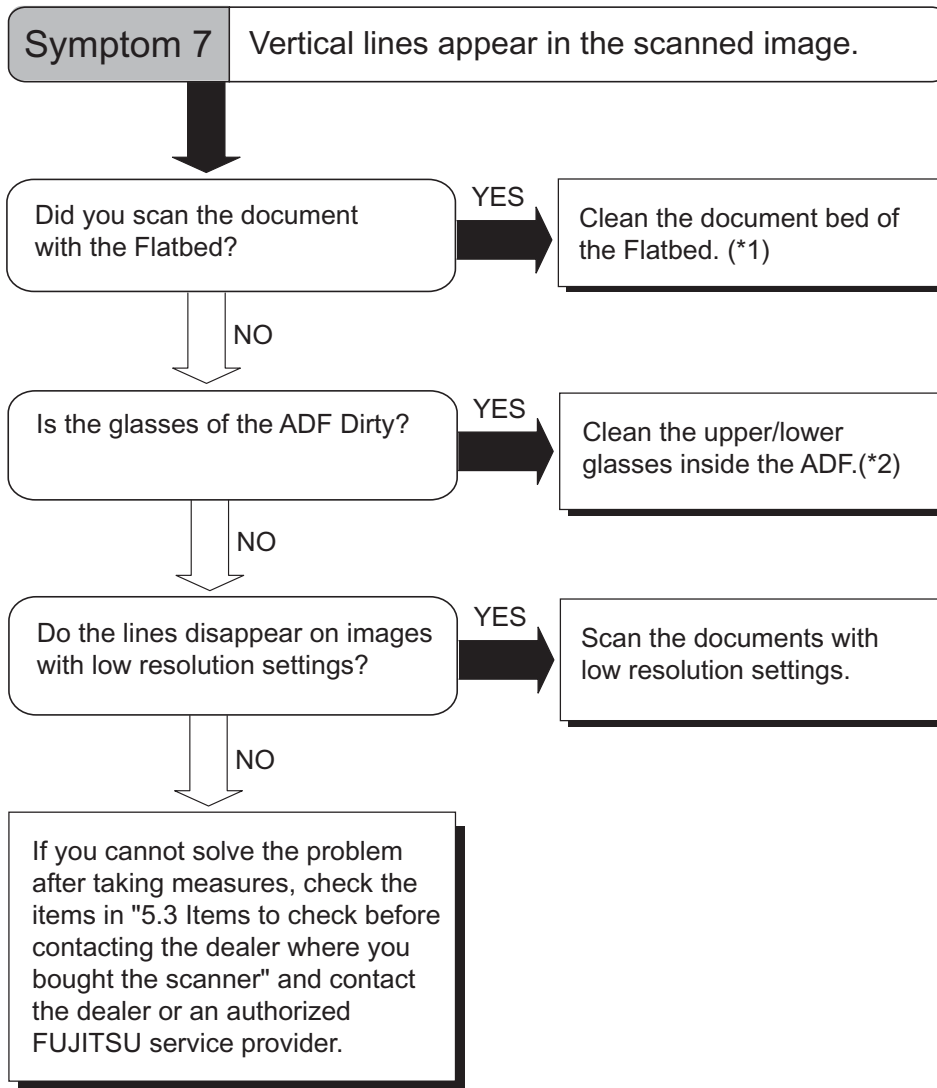 Symptom 7
Vertical lines appear in the scanned image.
Did you scan the document
with the Flatbed?
YES
Clean the document bed of
the Flatbed. (*1)
NO
Is the glasses of the ADF Dirty?
YES
Clean the upper/lower
glasses inside the ADF.(*2)
NO
Do the lines disappear on images
with low resolution settings?
YES
Scan the documents with
low resolution settings.
NO
If you cannot solve the problem
after taking measures, check the
items in "5.3 Items to check before
contacting the dealer where you
bought the scanner" and contact
the dealer or an authorized
FUJITSU service provider.